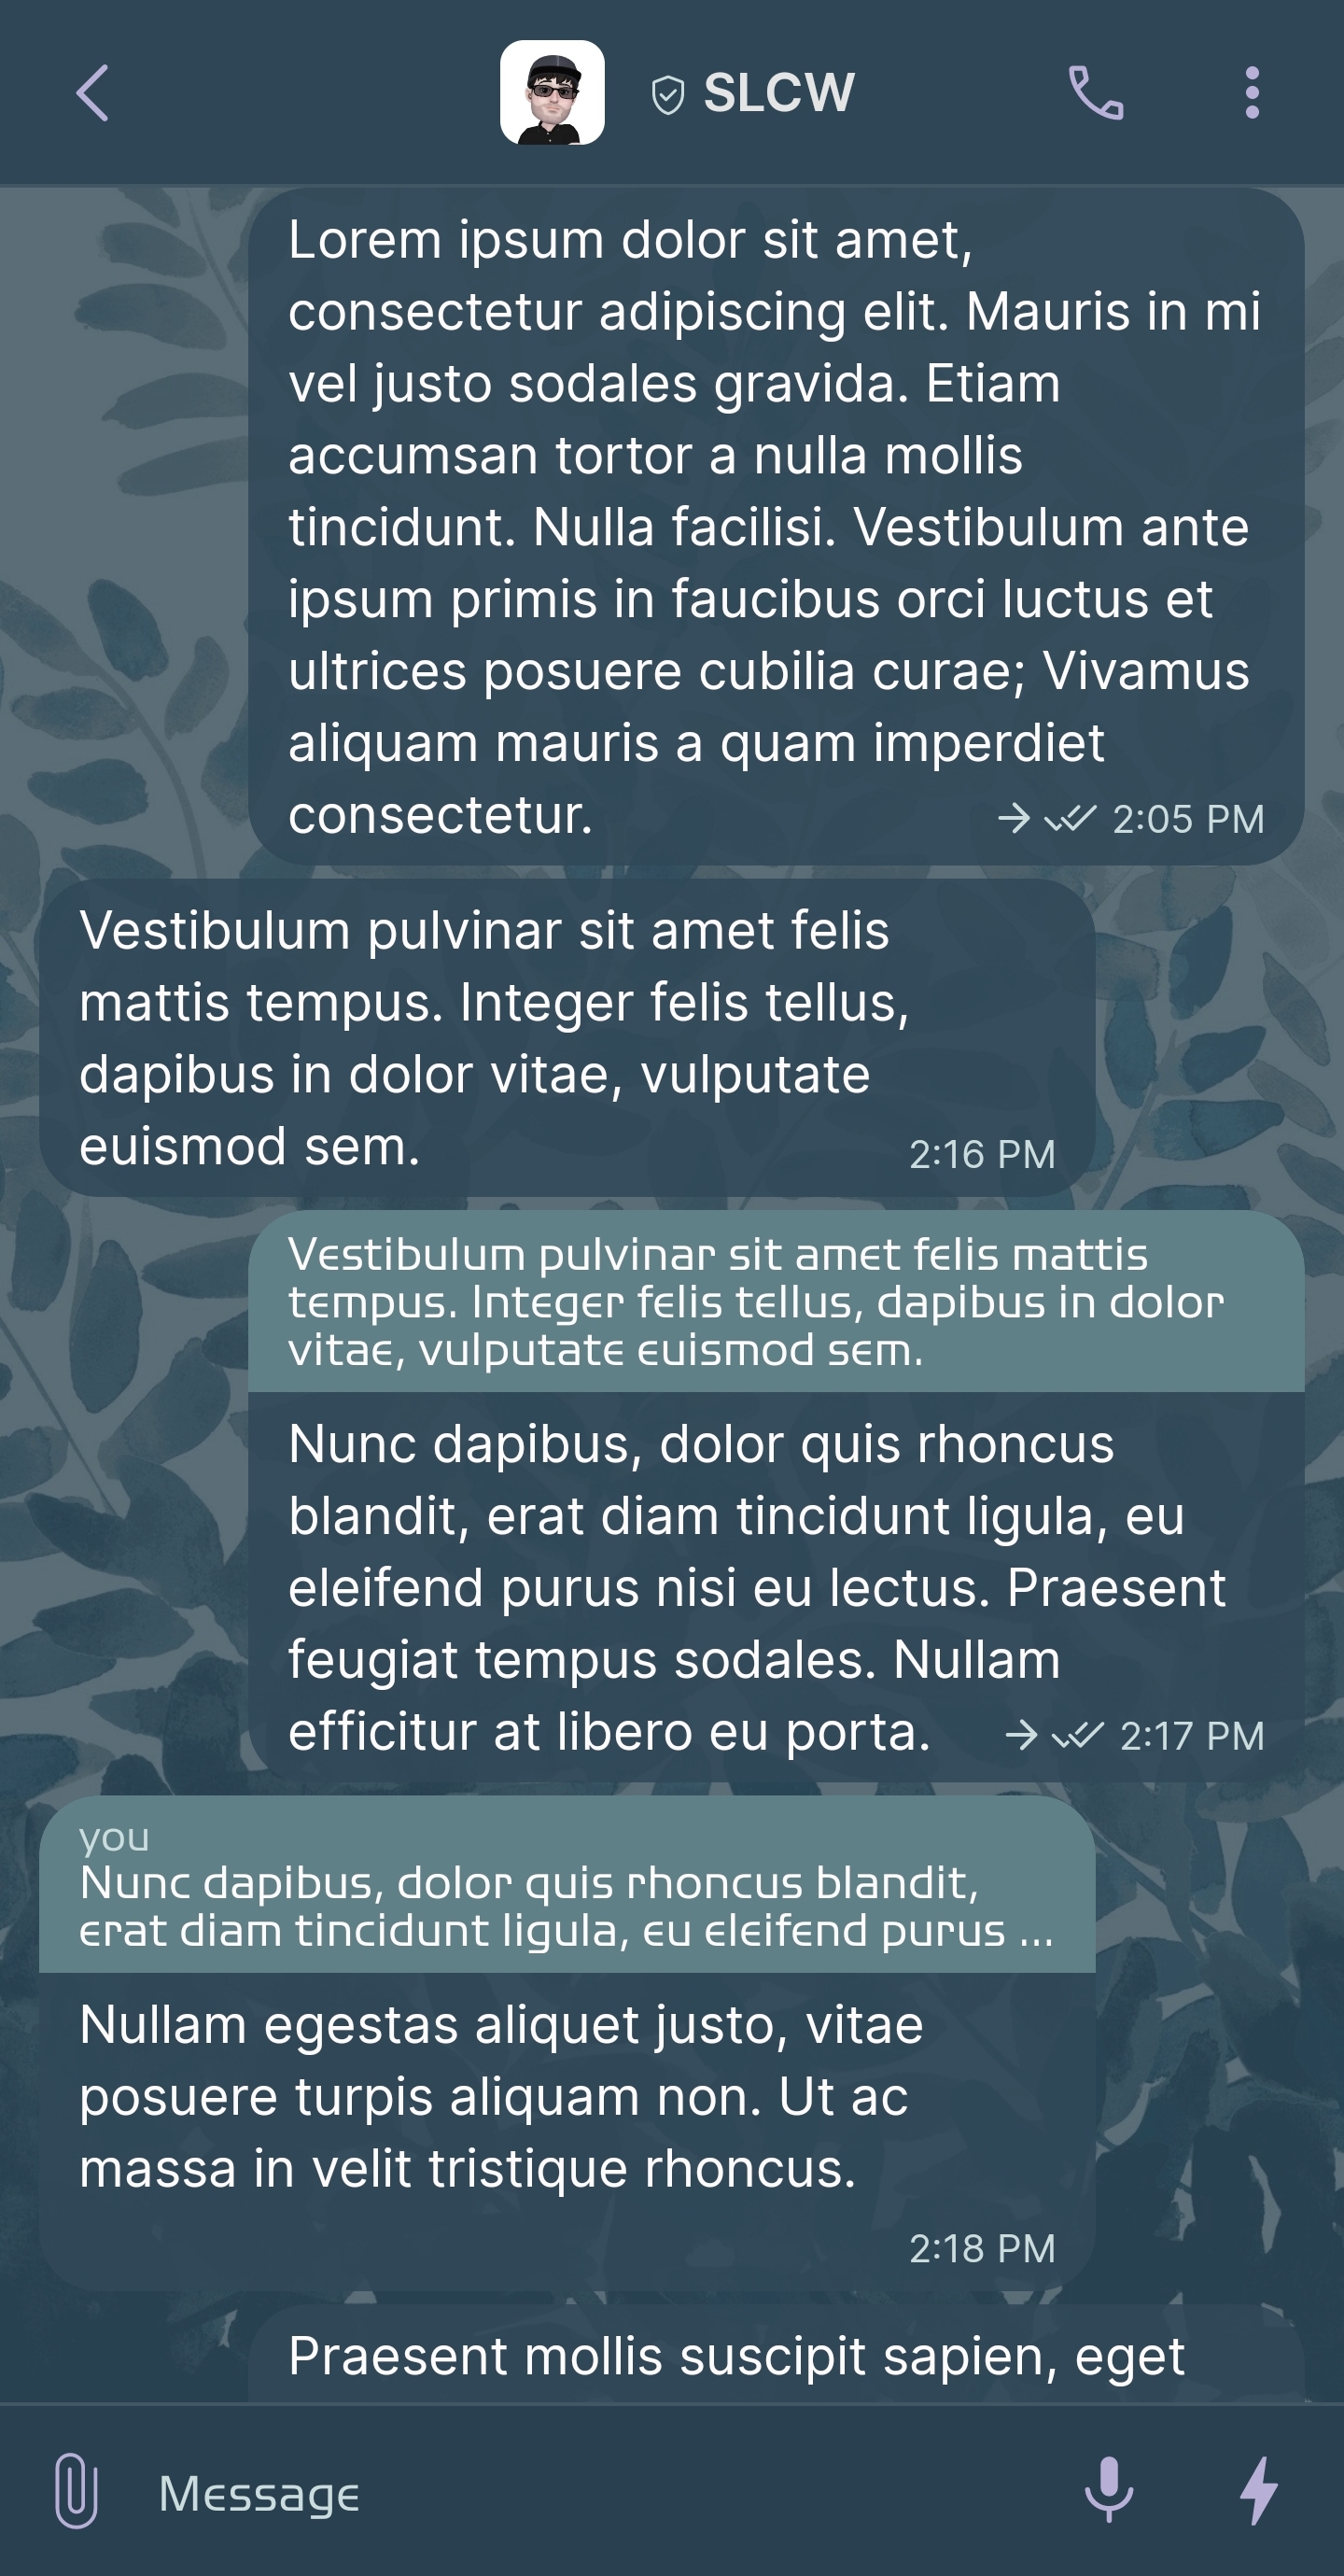 SLCW
Lorem ipsum dolor sit amet,
consectetur adipiscing elit. Mauris in mi
vel justo sodales gravida. Etiam
accumsan tortor a nulla mollis
tincidunt. Nulla facilisi. Vestibulum ante
ipsum primis in faucibus orci luctus et
ultrices posuere cubilia curae; Vivamus
aliquam mauris a quam imperdiet
consectetur.
2:05 PM
Vestibulum pulvinar sit amet felis
mattis tempus. Integer felis tellus,
dapibus in dolor vitae, vulputate
euismod sem.
2:16 PM
Vestibulum pulvinar sit amet felis mattis
tempus. Integer felis tellus, dapibus in dolor
vitae, vulputate euismod sem.
Nunc dapibus, dolor quis rhoncus
blandit, erat diam tincidunt ligula, eu
eleifend purus nisi eu lectus. Praesent
feugiat tempus sodales. Nullam
efficitur at libero eu porta.
2:17 PM
you
Nunc dapibus, dolor quis rhoncus blandit,
erat diam tincidunt ligula, eu eleifend purus ...
Nullam egestas aliquet justo, vitae
posuere turpis aliquam non. Ut ac
massa in velit tristique rhoncus.
2:18 PM
Praesent mollis suscipit sapien, eget
Message